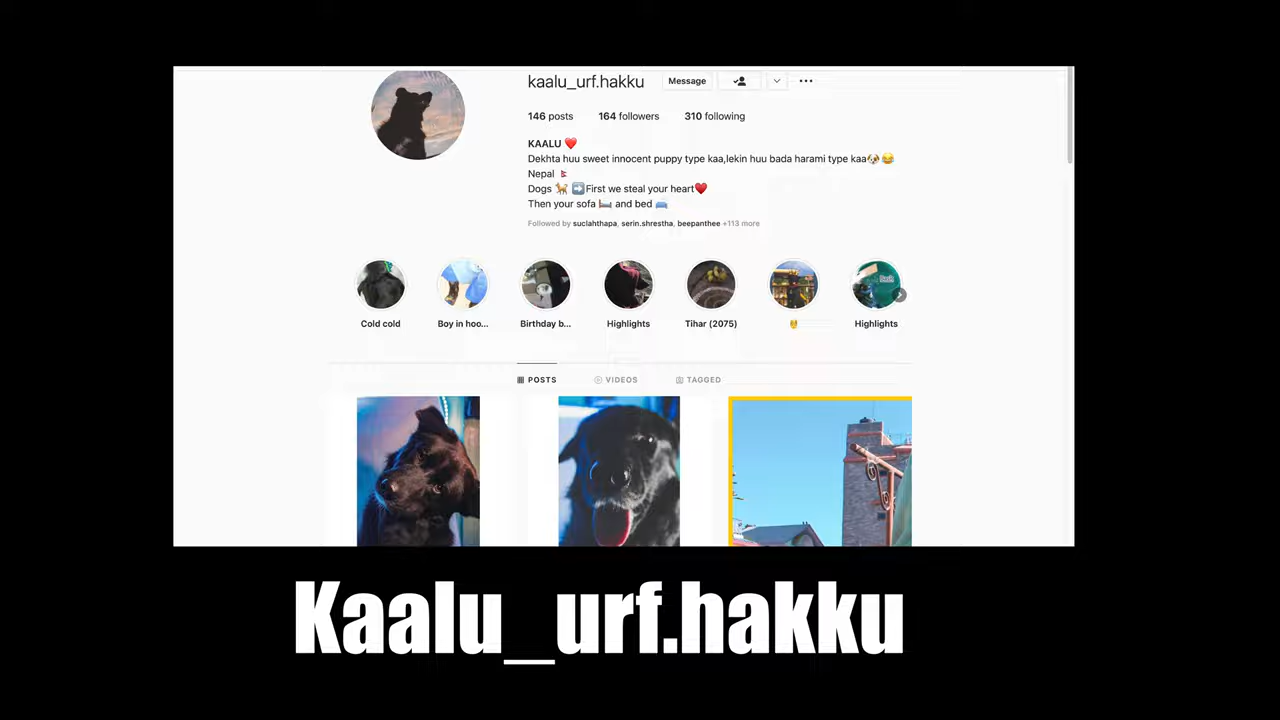 kaalu_urf.hakku Message
146 posts 164 followers 310 following
KAALU ❤️
Dekhta huu sweet innocent puppy type kaa,lekin huu bada harami type kaa🐶😂
Nepal 🇳🇵
Dogs 🐕 ➡️First we steal your heart❤️
Then your sofa 🛏️ and bed 🛌
Followed by suclahthapa, serin.shrestha, beepanthee +113 more
Cold cold Boy in hoo... Birthday b... Highlights Tihar (2075) Highlights
POSTS VIDEOS TAGGED
Kaalu_urf.hakku